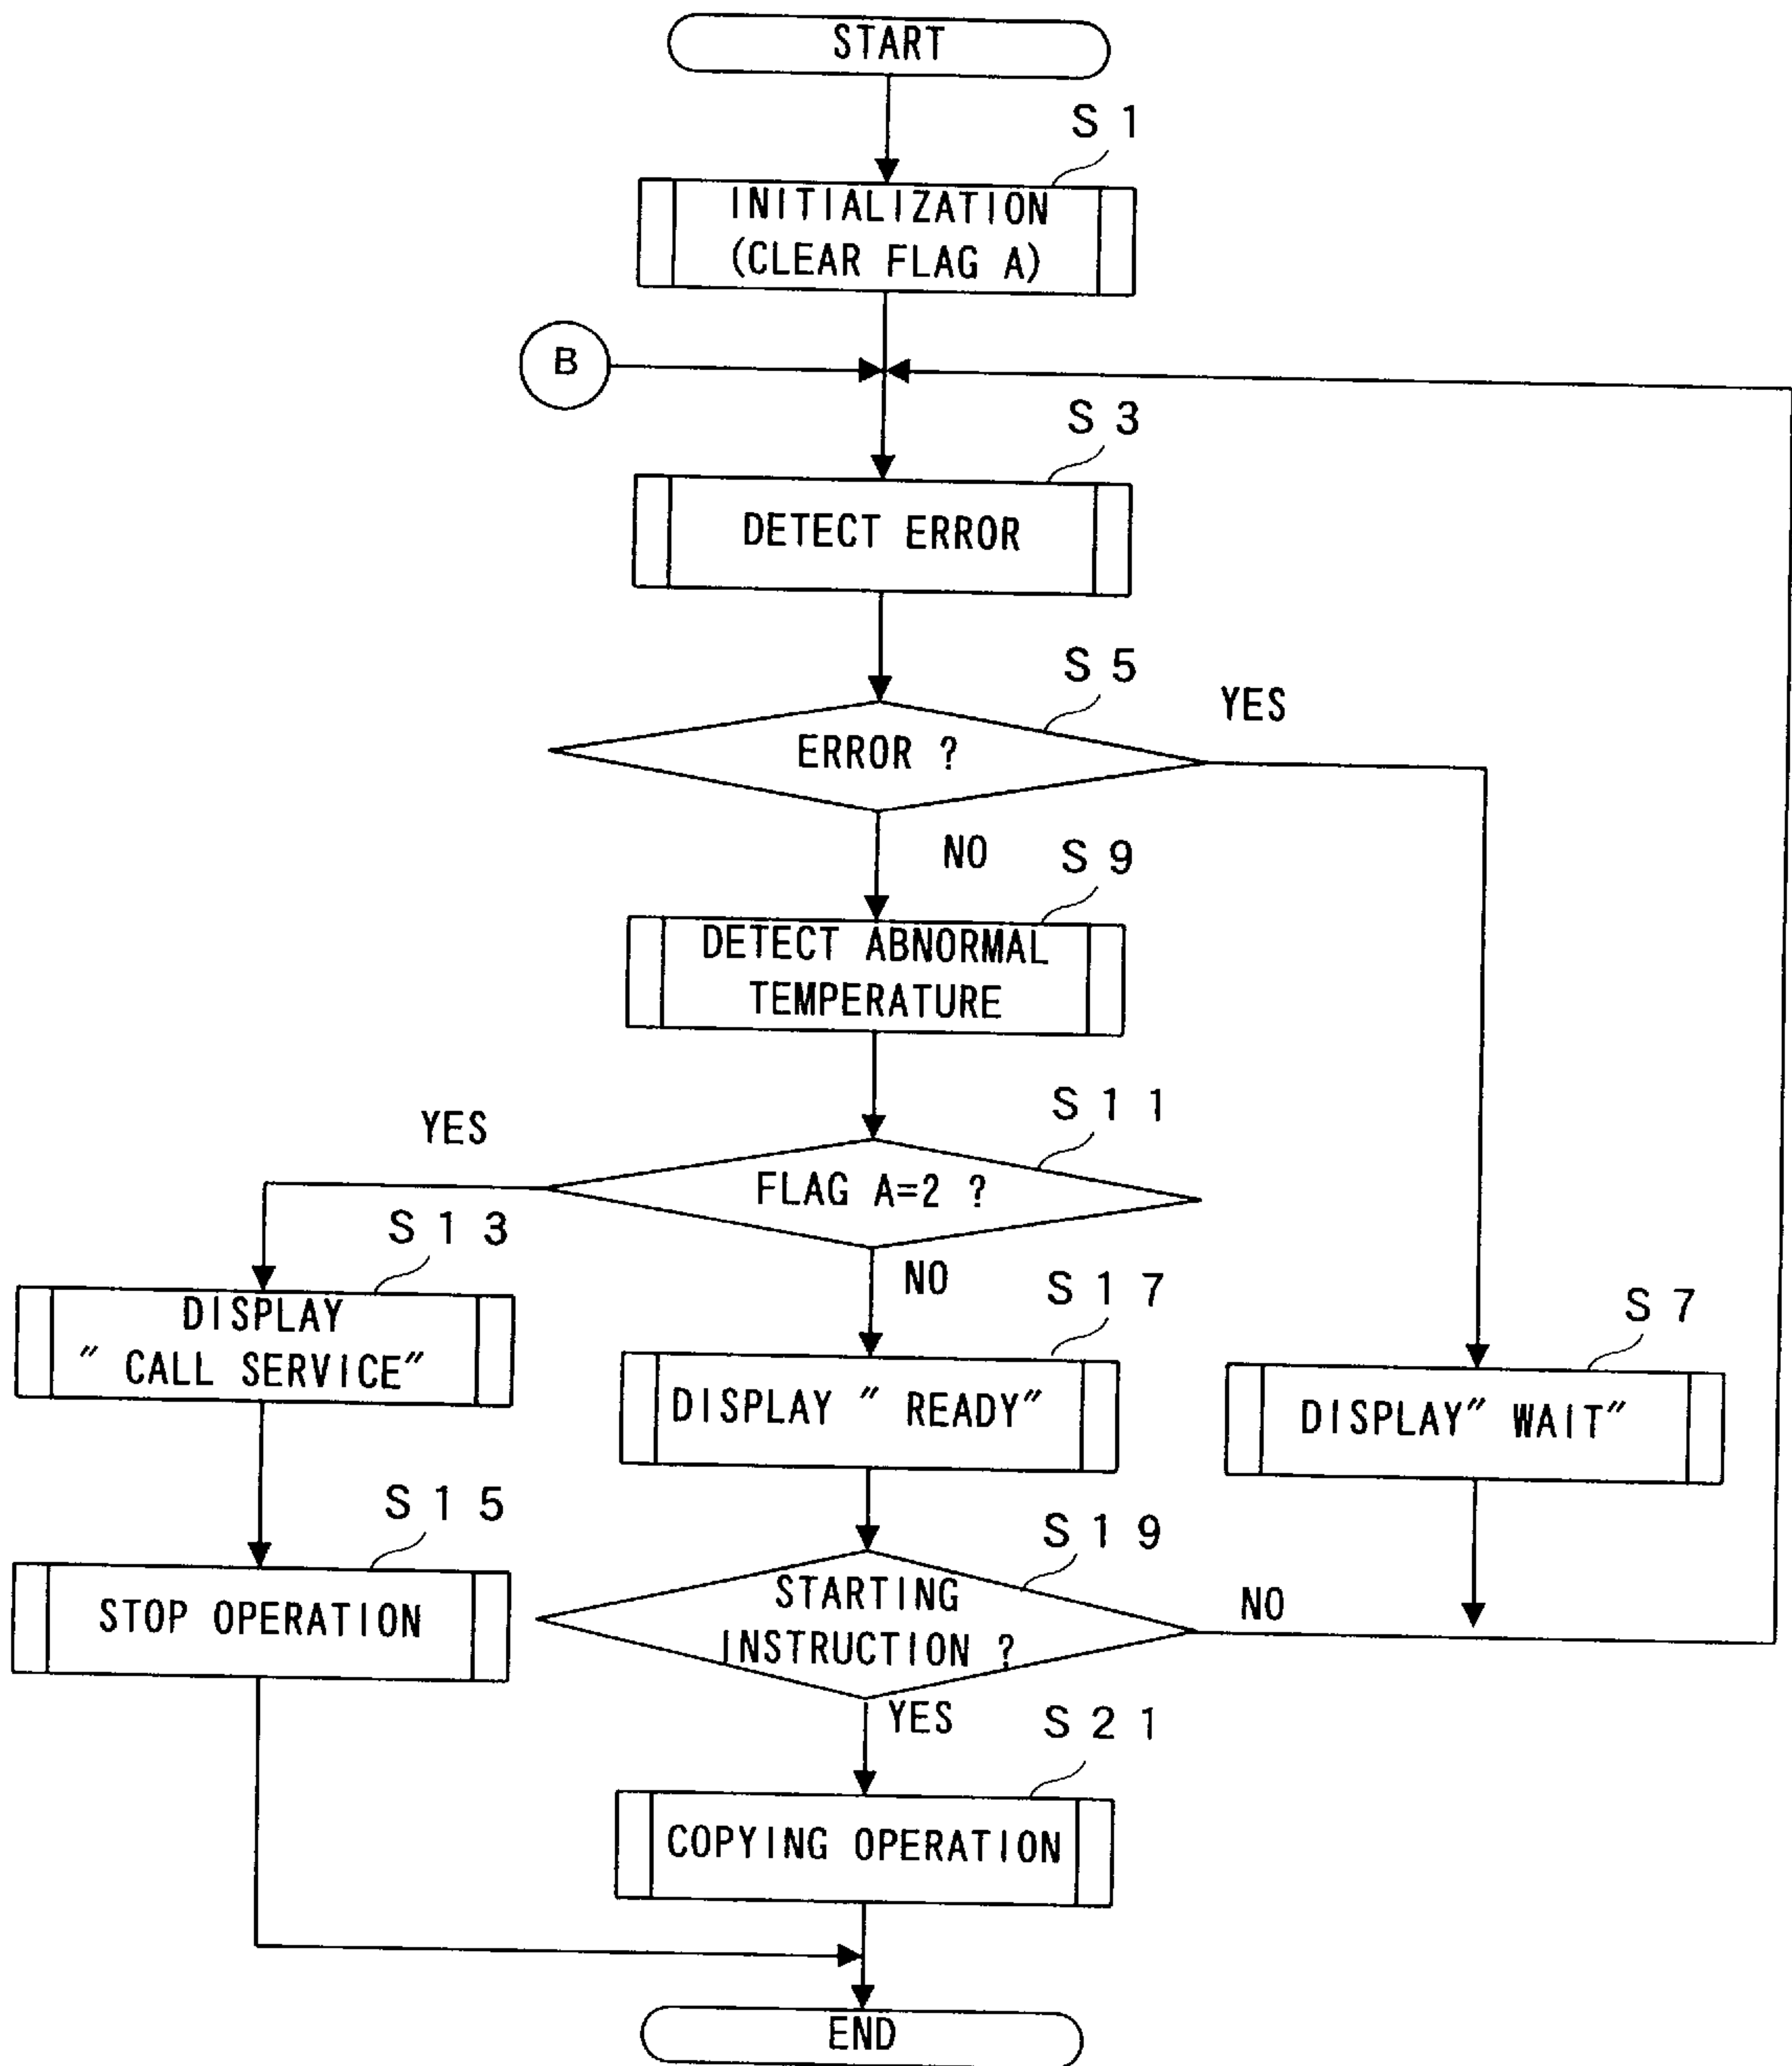 START
S 1
INITIALIZATION
(CLEAR FLAG A)
B
S 3
DETECT ERROR
S 5
YES
ERROR ?
NO
S 9
DETECT ABNORMAL
TEMPERATURE
S 1 1
YES
FLAG A=2 ?
S 1 3
NO
S 1 7
S 7
DISPLAY
" CALL SERVICE"
DISPLAY " READY"
DISPLAY" WAIT"
S 1 5
S 1 9
STOP OPERATION
STARTING
INSTRUCTION ?
NO
YES
S 2 1
COPYING OPERATION
END